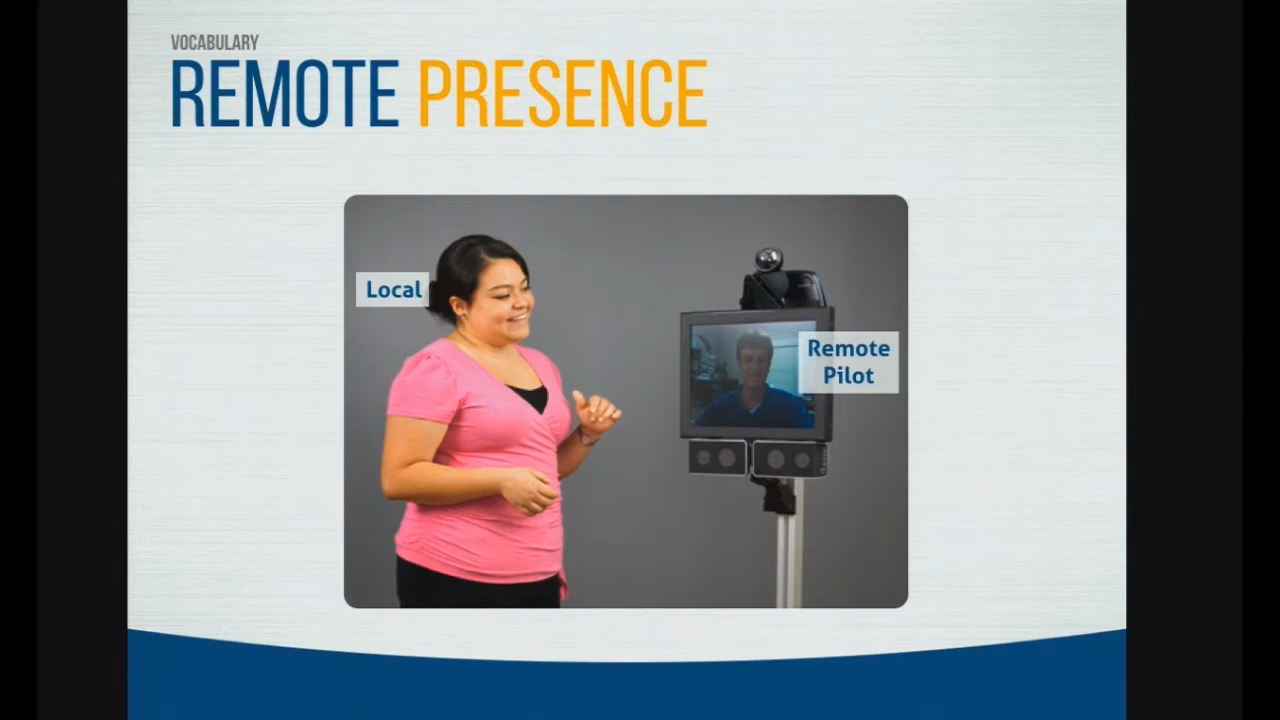 VOCABULARY
REMOTE PRESENCE
Local
Remote
Pilot